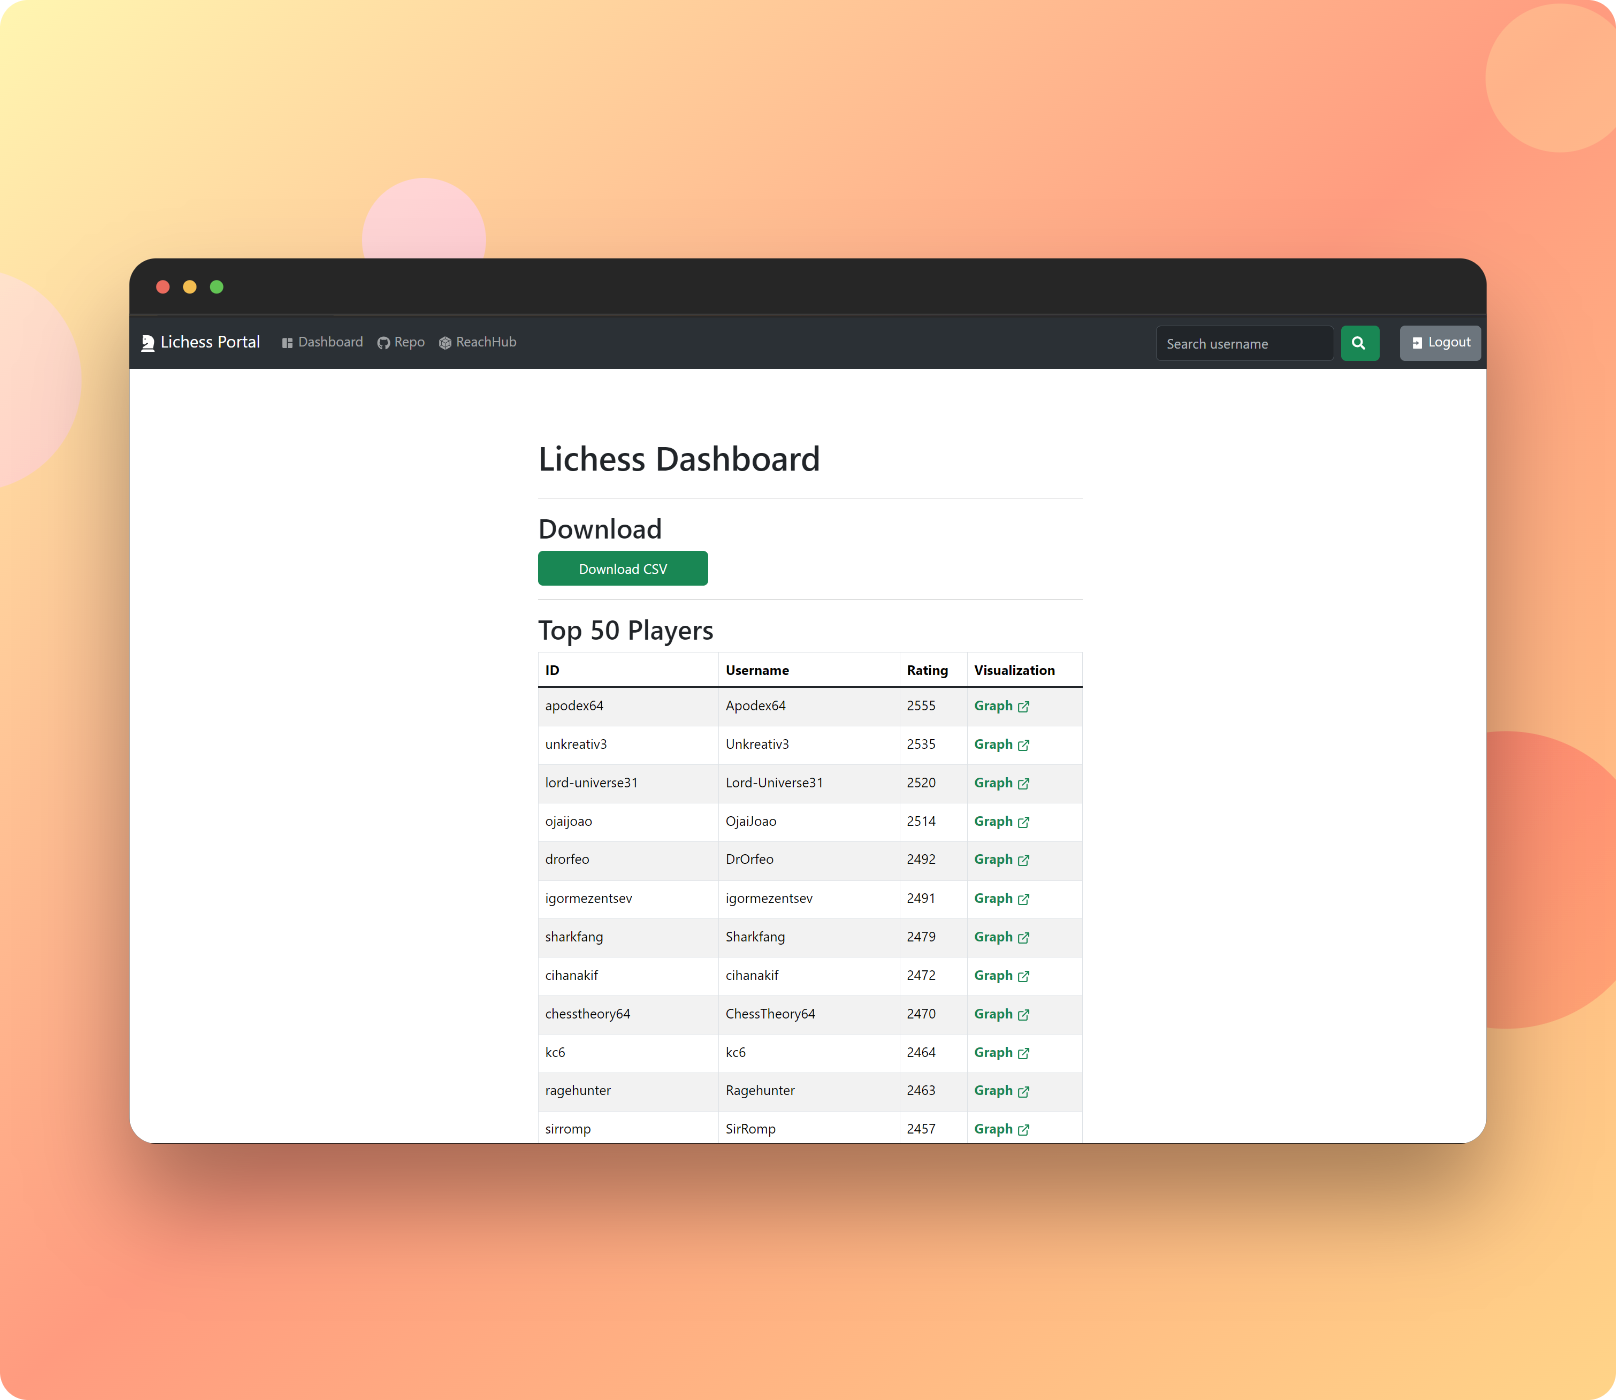 Lichess Portal Dashboard Repo ReachHub Search username Logout
Lichess Dashboard
Download
Download CSV
Top 50 Players
ID Username Rating Visualization
apodex64 Apodex64 2555 Graph
unkreativ3 Unkreativ3 2535 Graph
lord-universe31 Lord-Universe31 2520 Graph
ojaijoao OjaiJoao 2514 Graph
drorfeo DrOrfeo 2492 Graph
igormezentsev igormezentsev 2491 Graph
sharkfang Sharkfang 2479 Graph
cihanakif cihanakif 2472 Graph
chesstheory64 ChessTheory64 2470 Graph
kc6 kc6 2464 Graph
ragehunter Ragehunter 2463 Graph
sirromp SirRomp 2457 Graph